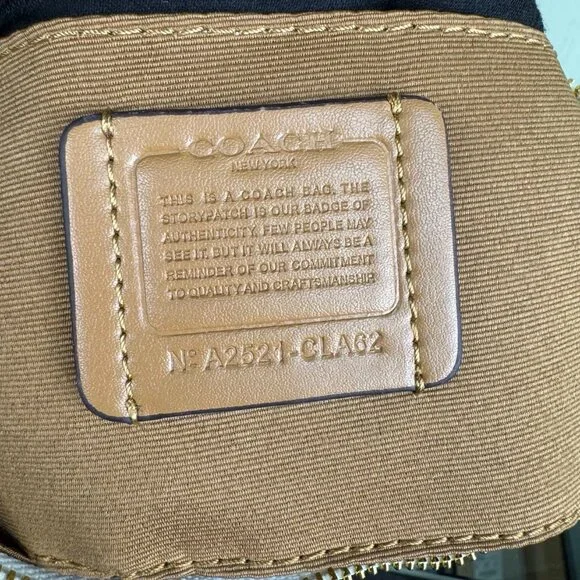 COACH
NEW YORK
THIS IS A COACH BAG. THE
STORYPATCH IS OUR BADGE OF
AUTHENTICITY. FEW PEOPLE MAY
SEE IT. BUT IT WILL ALWAYS BE A
REMINDER OF OUR COMMITMENT
TO QUALITY AND CRAFTSMANSHIP
Nº A2521-CLA62